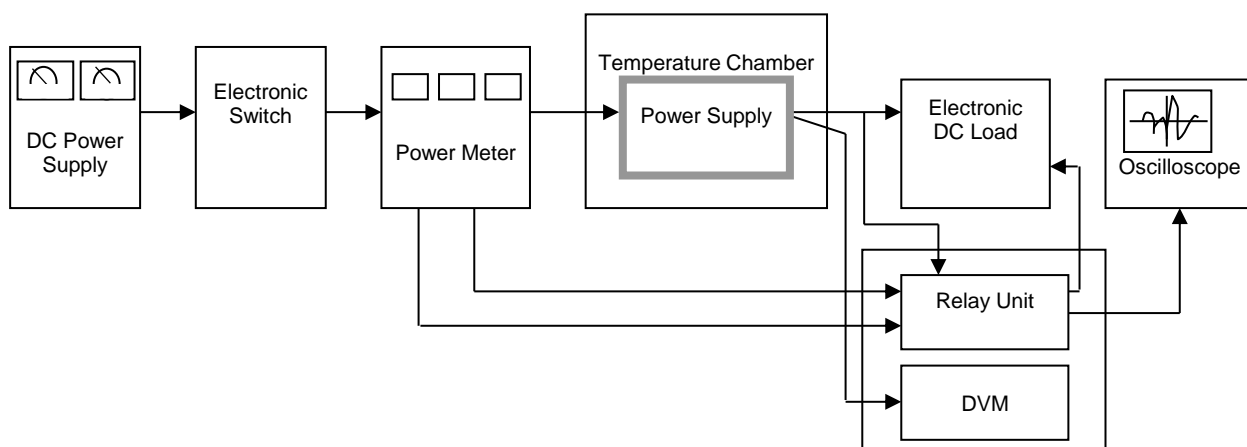 DC Power
Supply
Electronic
Switch
Power Meter
Temperature Chamber
Power Supply
Electronic
DC Load
Oscilloscope
Relay Unit
DVM